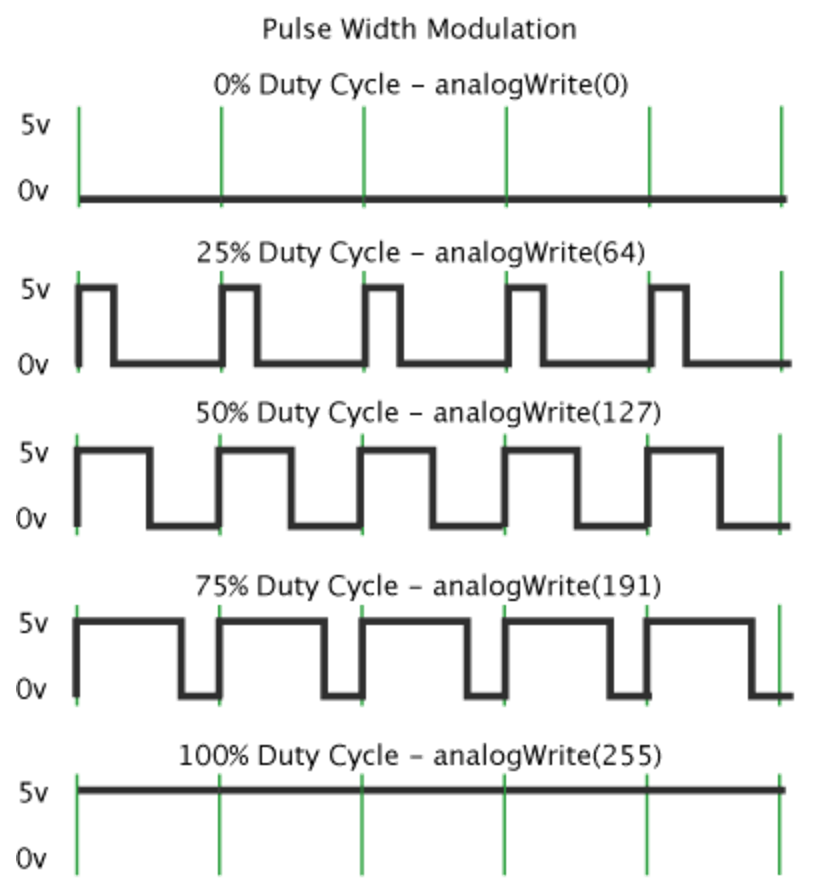 Pulse Width Modulation
0% Duty Cycle – analogWrite(0)
5v
0v
25% Duty Cycle – analogWrite(64)
5v
0v
50% Duty Cycle – analogWrite(127)
5v
0v
75% Duty Cycle – analogWrite(191)
5v
0v
100% Duty Cycle – analogWrite(255)
5v
0v